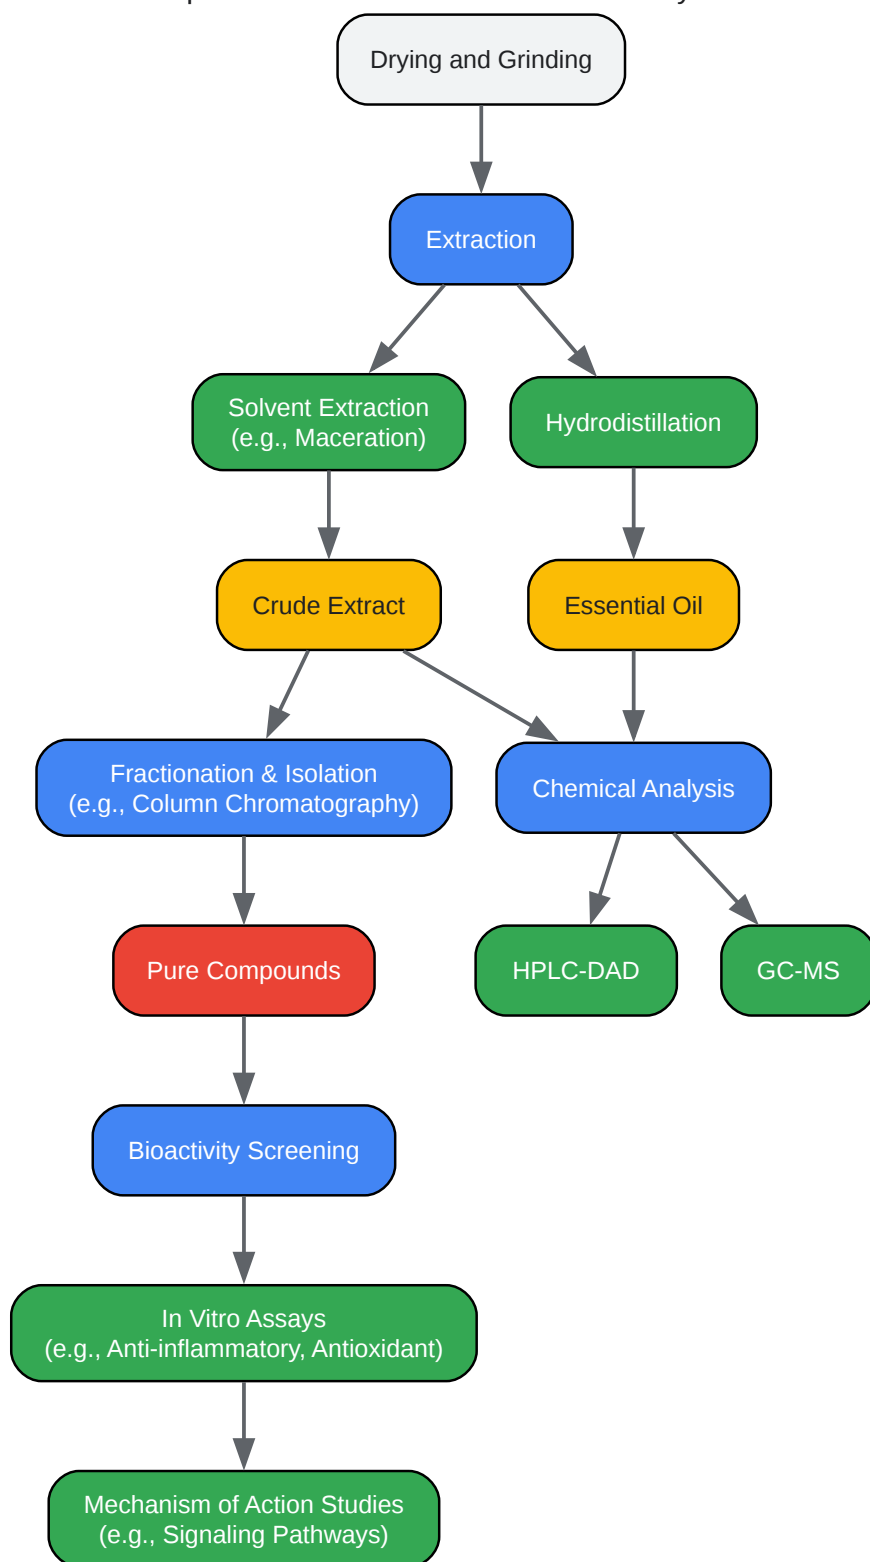 Drying and Grinding
Extraction
Solvent Extraction
(e.g., Maceration)
Hydrodistillation
Crude Extract
Essential Oil
Fractionation & Isolation
(e.g., Column Chromatography)
Chemical Analysis
Pure Compounds
HPLC-DAD
GC-MS
Bioactivity Screening
In Vitro Assays
(e.g., Anti-inflammatory, Antioxidant)
Mechanism of Action Studies
(e.g., Signaling Pathways)